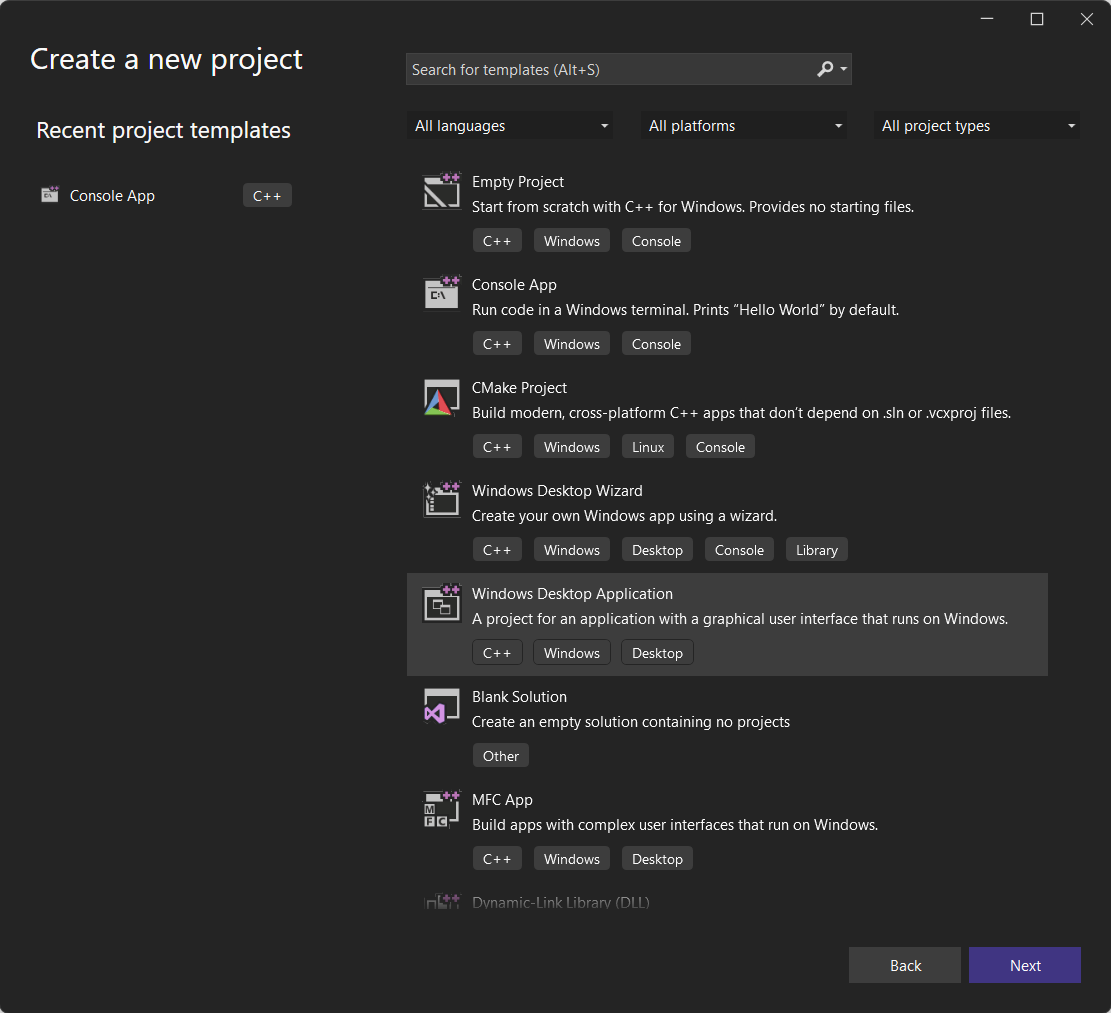 Create a new project
Search for templates (Alt+S)
Recent project templates
All languages
All platforms
All project types
Console App
C++
Empty Project
Start from scratch with C++ for Windows. Provides no starting files.
C++ Windows Console
Console App
Run code in a Windows terminal. Prints “Hello World” by default.
C++ Windows Console
CMake Project
Build modern, cross-platform C++ apps that don’t depend on .sln or .vcxproj files.
C++ Windows Linux Console
Windows Desktop Wizard
Create your own Windows app using a wizard.
C++ Windows Desktop Console Library
Windows Desktop Application
A project for an application with a graphical user interface that runs on Windows.
C++ Windows Desktop
Blank Solution
Create an empty solution containing no projects
Other
MFC App
Build apps with complex user interfaces that run on Windows.
C++ Windows Desktop
Dynamic-Link Library (DLL)
Back
Next